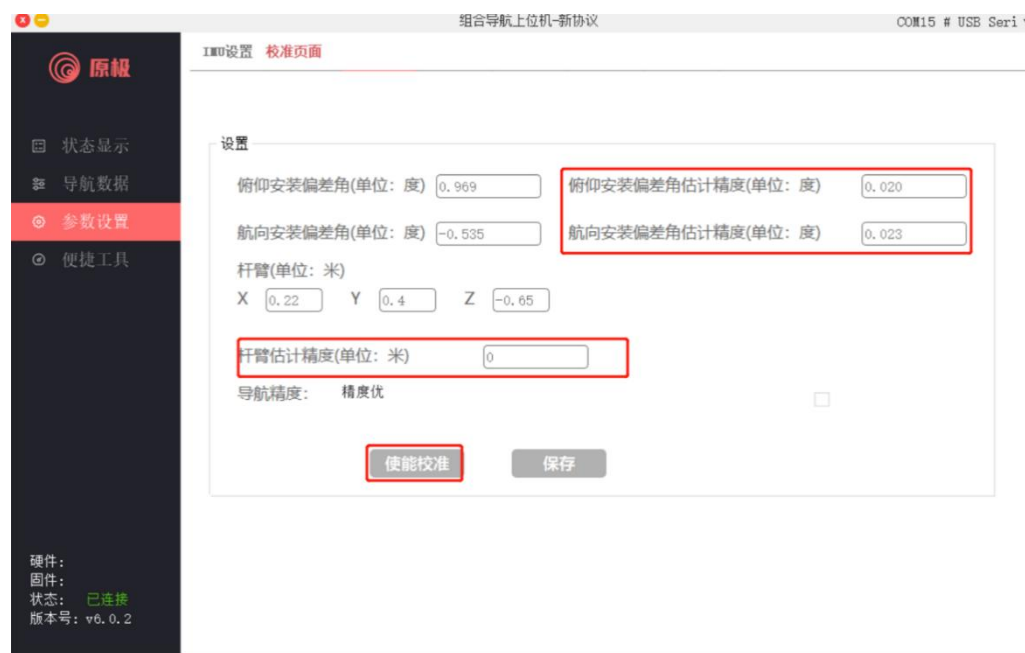 组合导航上位机-新协议
COM15 # USB Seri
原极
IMU设置 校准页面
状态显示
导航数据
参数设置
便捷工具
设置
俯仰安装偏差角(单位：度) 0.969 俯仰安装偏差角估计精度(单位：度) 0.020
航向安装偏差角(单位：度) -0.535 航向安装偏差角估计精度(单位：度) 0.023
杆臂(单位：米)
X 0.22 Y 0.4 Z -0.65
杆臂估计精度(单位：米) 0
导航精度： 精度优
使能校准 保存
硬件：
固件：
状态： 已连接
版本号：v6.0.2